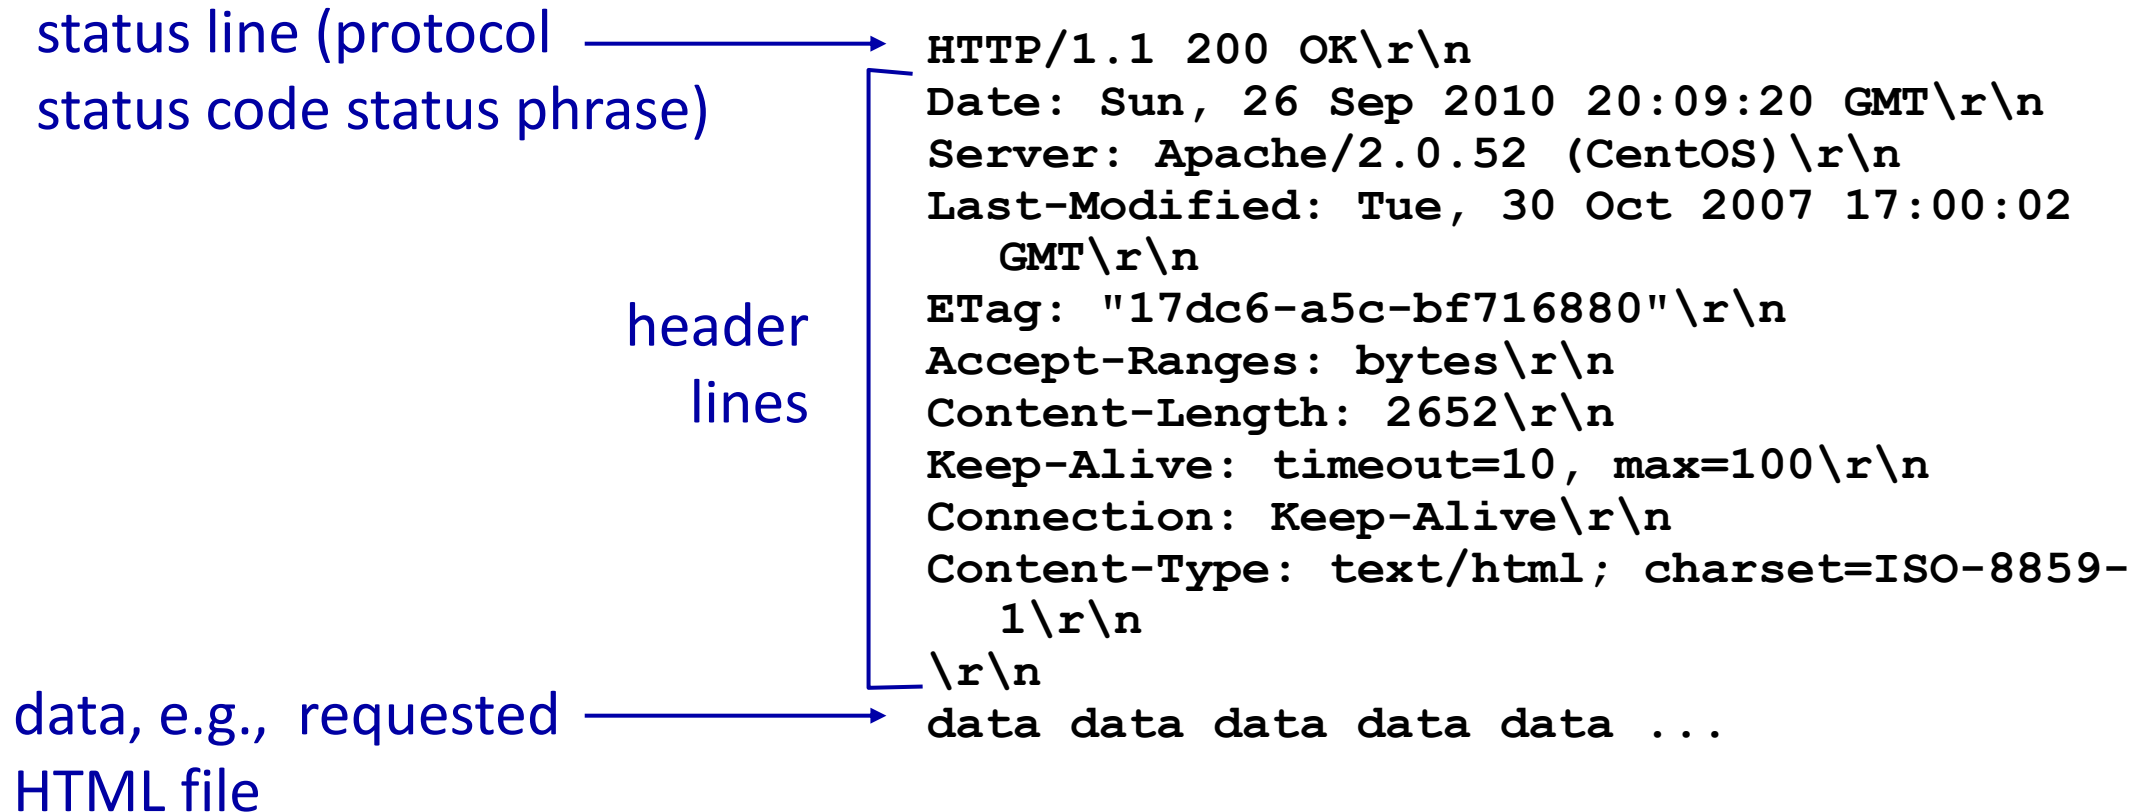 status line (protocol
status code status phrase)
header
lines
data, e.g., requested
HTML file
HTTP/1.1 200 OK\r\n
Date: Sun, 26 Sep 2010 20:09:20 GMT\r\n
Server: Apache/2.0.52 (CentOS)\r\n
Last-Modified: Tue, 30 Oct 2007 17:00:02
GMT\r\n
ETag: "17dc6-a5c-bf716880"\r\n
Accept-Ranges: bytes\r\n
Content-Length: 2652\r\n
Keep-Alive: timeout=10, max=100\r\n
Connection: Keep-Alive\r\n
Content-Type: text/html; charset=ISO-8859-
1\r\n
\r\n
data data data data data ...